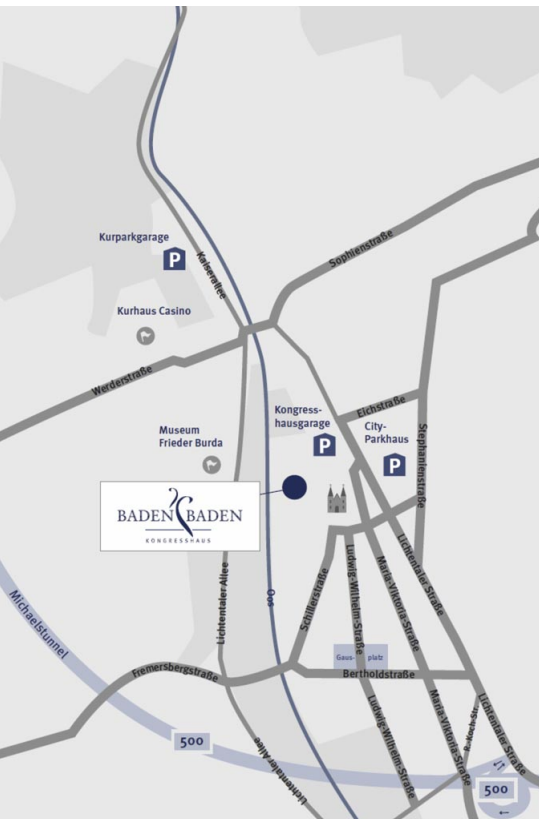 Kurparkgarage
P
Kaiserallee
Sophienstraße
Kurhaus Casino
Werderstraße
Kongress-
hausgarage
P
Eichstraße
City-
Parkhaus
P
Stephanienstraße
Museum
Frieder Burda
BADEN BADEN
KONGRESSHAUS
Lichtentaler Allee
Oos
Schillerstraße
Ludwig-Wilhelm-Straße
Maria-Viktoria-Straße
Lichtentaler Straße
Michaelstunnel
Gaus- platz
Fremersbergstraße
Bertholdstraße
500
Lichtentaler Allee
Ludwig-Wilhelm-Straße
Maria-Viktoria-Straße
R.-Koch-Str.
Lichtentaler Straße
500